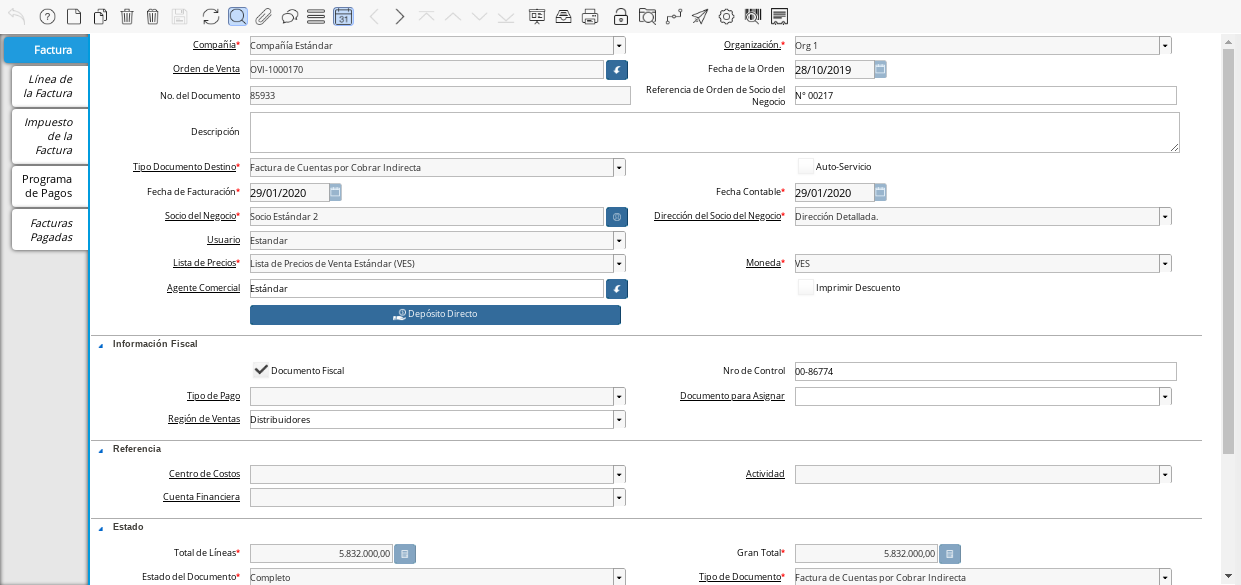 31
Factura
Línea de
la Factura
Impuesto
de la
Factura
Programa
de Pagos
Facturas
Pagadas
Compañía* Compañía Estándar Organización.* Org 1
Orden de Venta OVI-1000170 Fecha de la Orden 28/10/2019
No. del Documento 85933 Referencia de Orden de Socio del
Negocio N° 00217
Descripción
Tipo Documento Destino* Factura de Cuentas por Cobrar Indirecta Auto-Servicio
Fecha de Facturación* 29/01/2020 Fecha Contable* 29/01/2020
Socio del Negocio* Socio Estándar 2 Dirección del Socio del Negocio* Dirección Detallada.
Usuario Estandar
Lista de Precios* Lista de Precios de Venta Estándar (VES) Moneda* VES
Agente Comercial Estándar Imprimir Descuento
Depósito Directo
Información Fiscal
Documento Fiscal Nro de Control 00-86774
Tipo de Pago Documento para Asignar
Región de Ventas Distribuidores
Referencia
Centro de Costos Actividad
Cuenta Financiera
Estado
Total de Líneas* 5.832.000,00 Gran Total* 5.832.000,00
Estado del Documento* Completo Tipo de Documento* Factura de Cuentas por Cobrar Indirecta